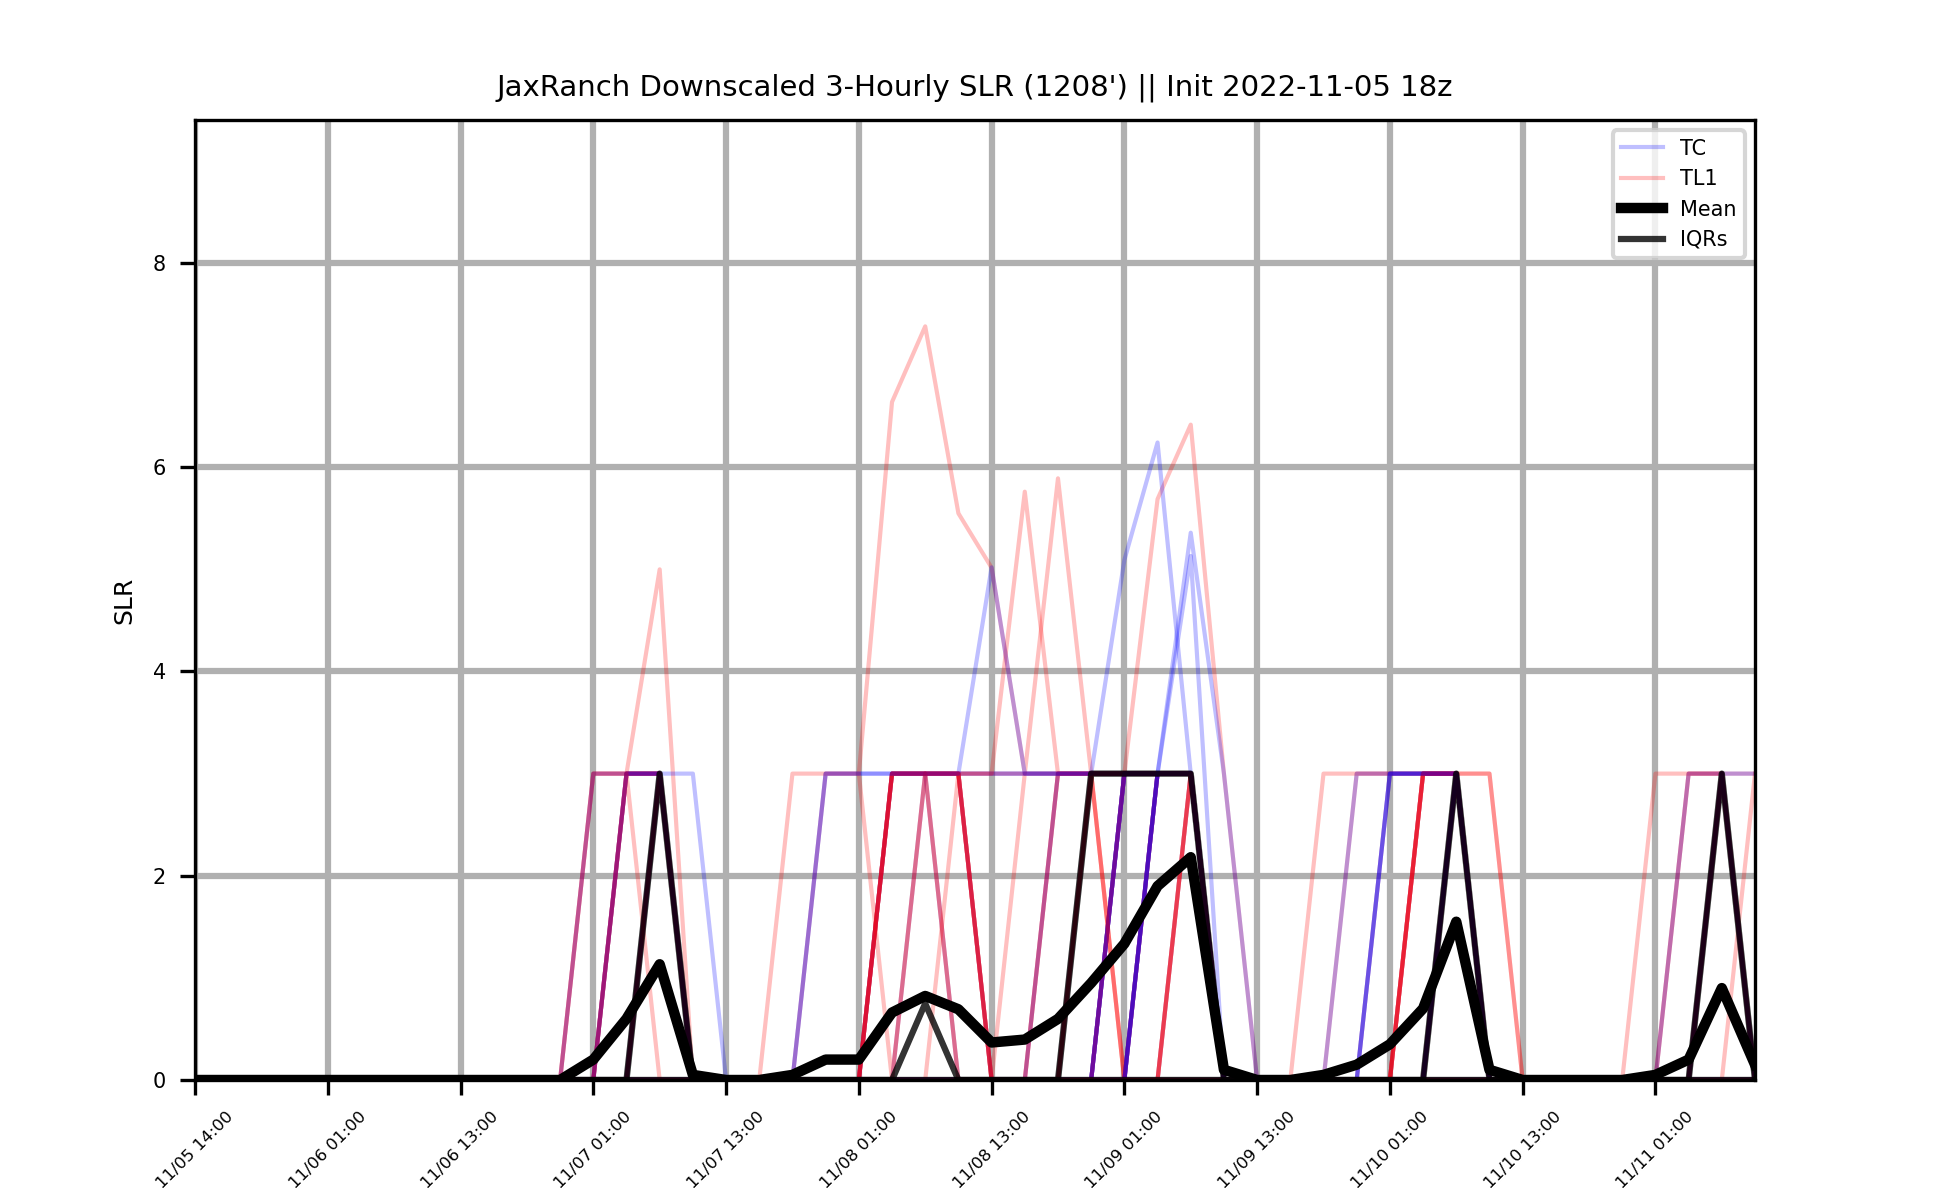 JaxRanch Downscaled 3-Hourly SLR (1208') || Init 2022-11-05 18z
TC
TL1
Mean
IQRs
SLR
8
6
4
2
0
11/05 14:00
11/06 01:00
11/06 13:00
11/07 01:00
11/07 13:00
11/08 01:00
11/08 13:00
11/09 01:00
11/09 13:00
11/10 01:00
11/10 13:00
11/11 01:00